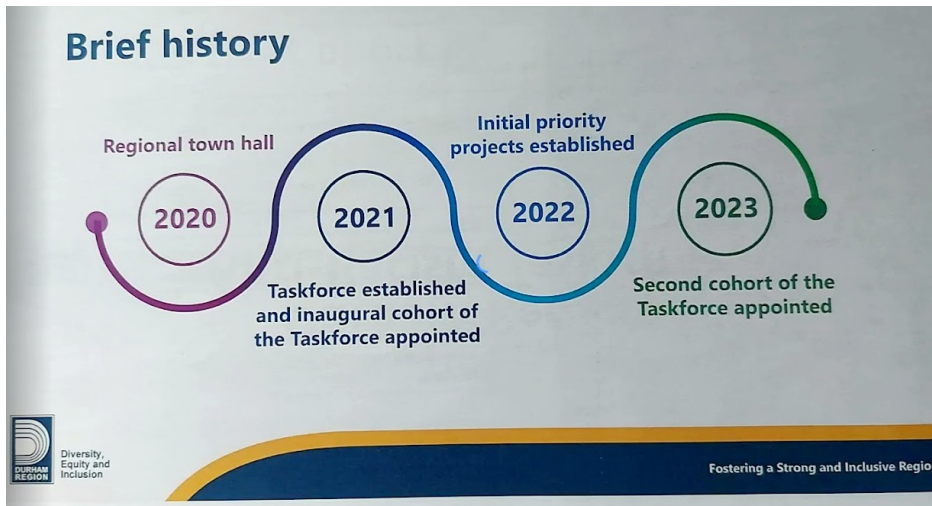 Brief history
Regional town hall
2020
2021
Taskforce established
and inaugural cohort of
the Taskforce appointed
Initial priority
projects established
2022
2023
Second cohort of the
Taskforce appointed
DURHAM
REGION
Diversity,
Equity and
Inclusion
Fostering a Strong and Inclusive Regio